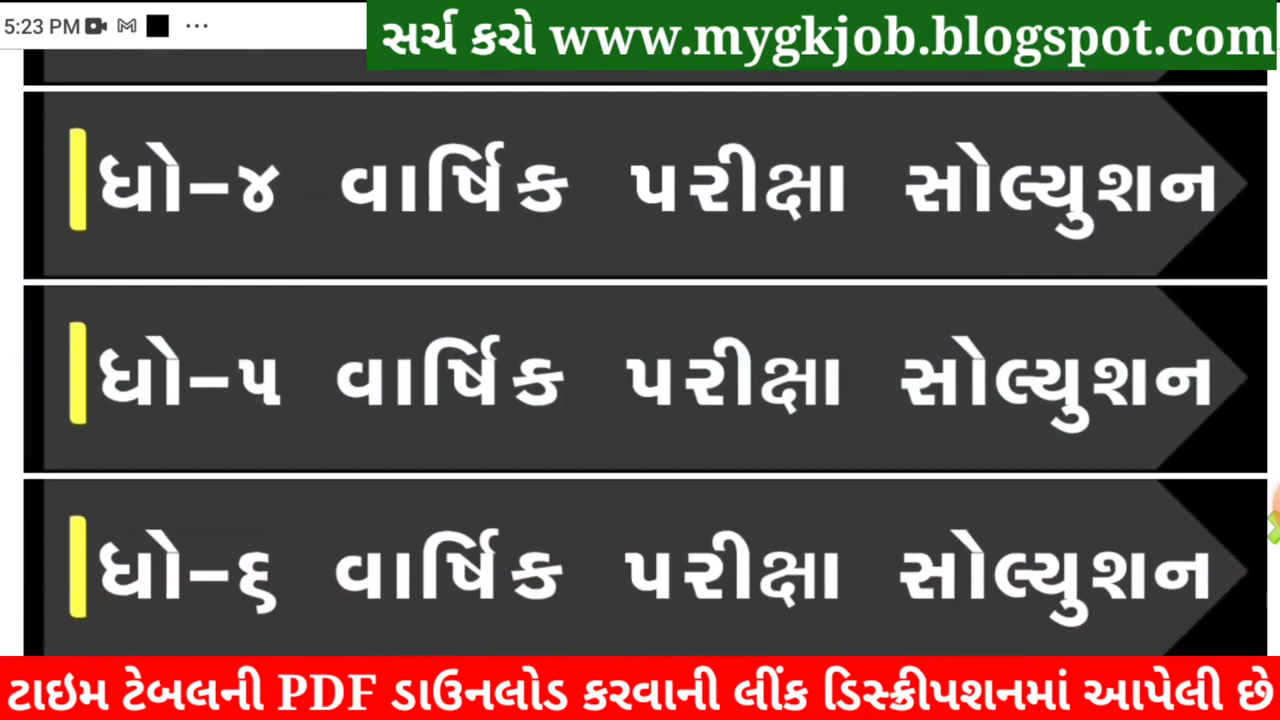 5:23 PM
સર્ચ કરો www.mygkjob.blogspot.com
ધો-૪ વાર્ષિક પરીક્ષા સોલ્યુશન
ધો-૫ વાર્ષિક પરીક્ષા સોલ્યુશન
ધો-૬ વાર્ષિક પરીક્ષા સોલ્યુશન
ટાઇમ ટેબલની PDF ડાઉનલોડ કરવાની લીંક ડિસ્ક્રીપશનમાં આપેલી છે